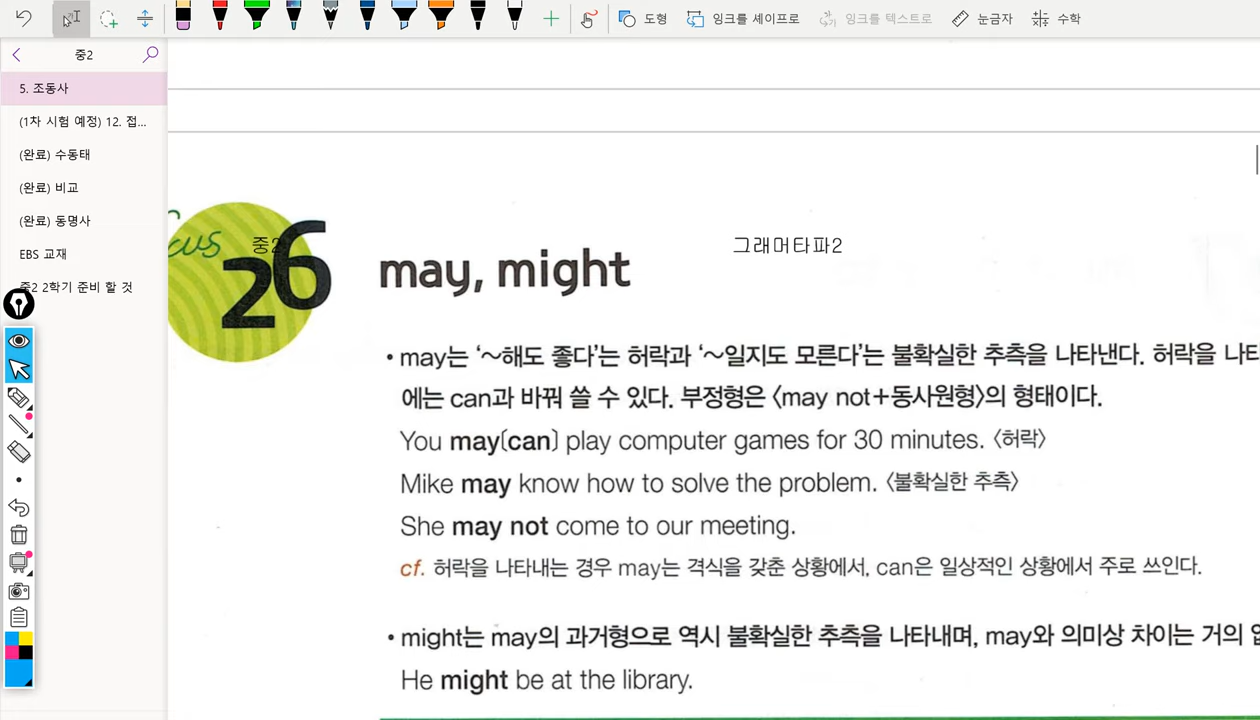 도형
잉크를 셰이프로
잉크를 텍스트로
눈금자
수학
중2
5. 조동사
(1차 시험 예정) 12. 접...
(완료) 수동태
(완료) 비교
(완료) 동명사
EBS 교재
중2 2학기 준비 할 것
cus
중2
26
그래머타파2
may, might
• may는 ‘~해도 좋다’는 허락과 ‘~일지도 모른다’는 불확실한 추측을 나타낸다. 허락을 나타
에는 can과 바꿔 쓸 수 있다. 부정형은 〈may not+동사원형〉의 형태이다.
You may(can) play computer games for 30 minutes. 〈허락〉
Mike may know how to solve the problem. 〈불확실한 추측〉
She may not come to our meeting.
cf. 허락을 나타내는 경우 may는 격식을 갖춘 상황에서, can은 일상적인 상황에서 주로 쓰인다.
• might는 may의 과거형으로 역시 불확실한 추측을 나타내며, may와 의미상 차이는 거의
He might be at the library.